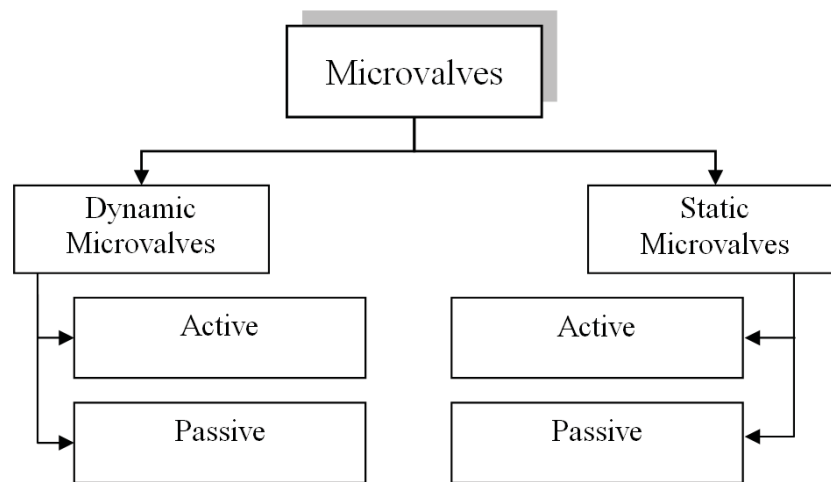 Microvalves
Dynamic
Microvalves
Static
Microvalves
Active
Active
Passive
Passive